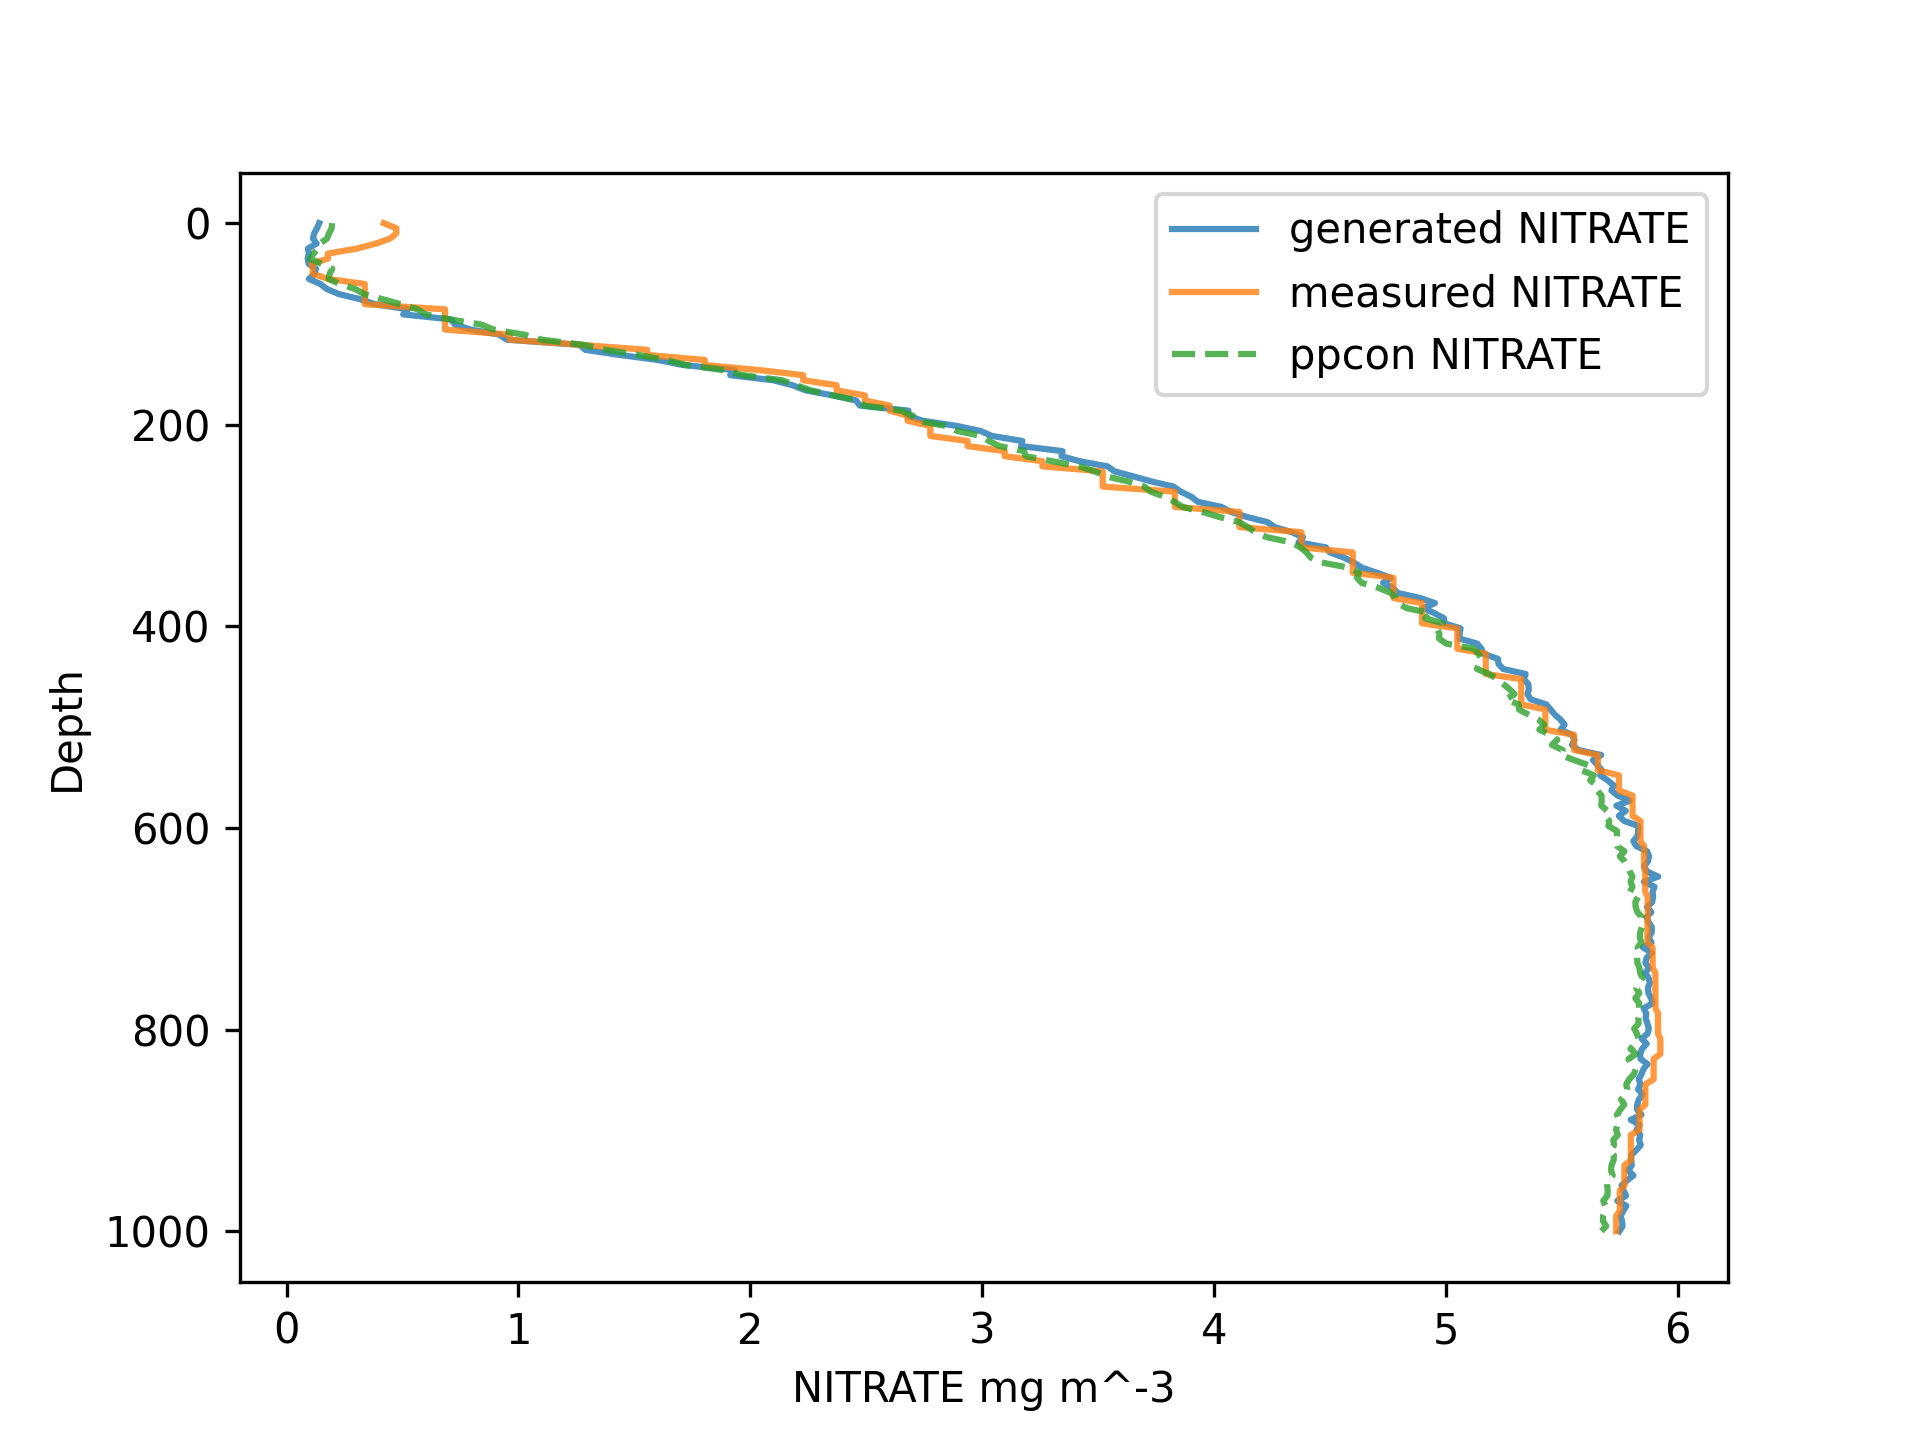 generated NITRATE
measured NITRATE
ppcon NITRATE
0
200
400
600
800
1000
Depth
0 1 2 3 4 5 6
NITRATE mg m^-3